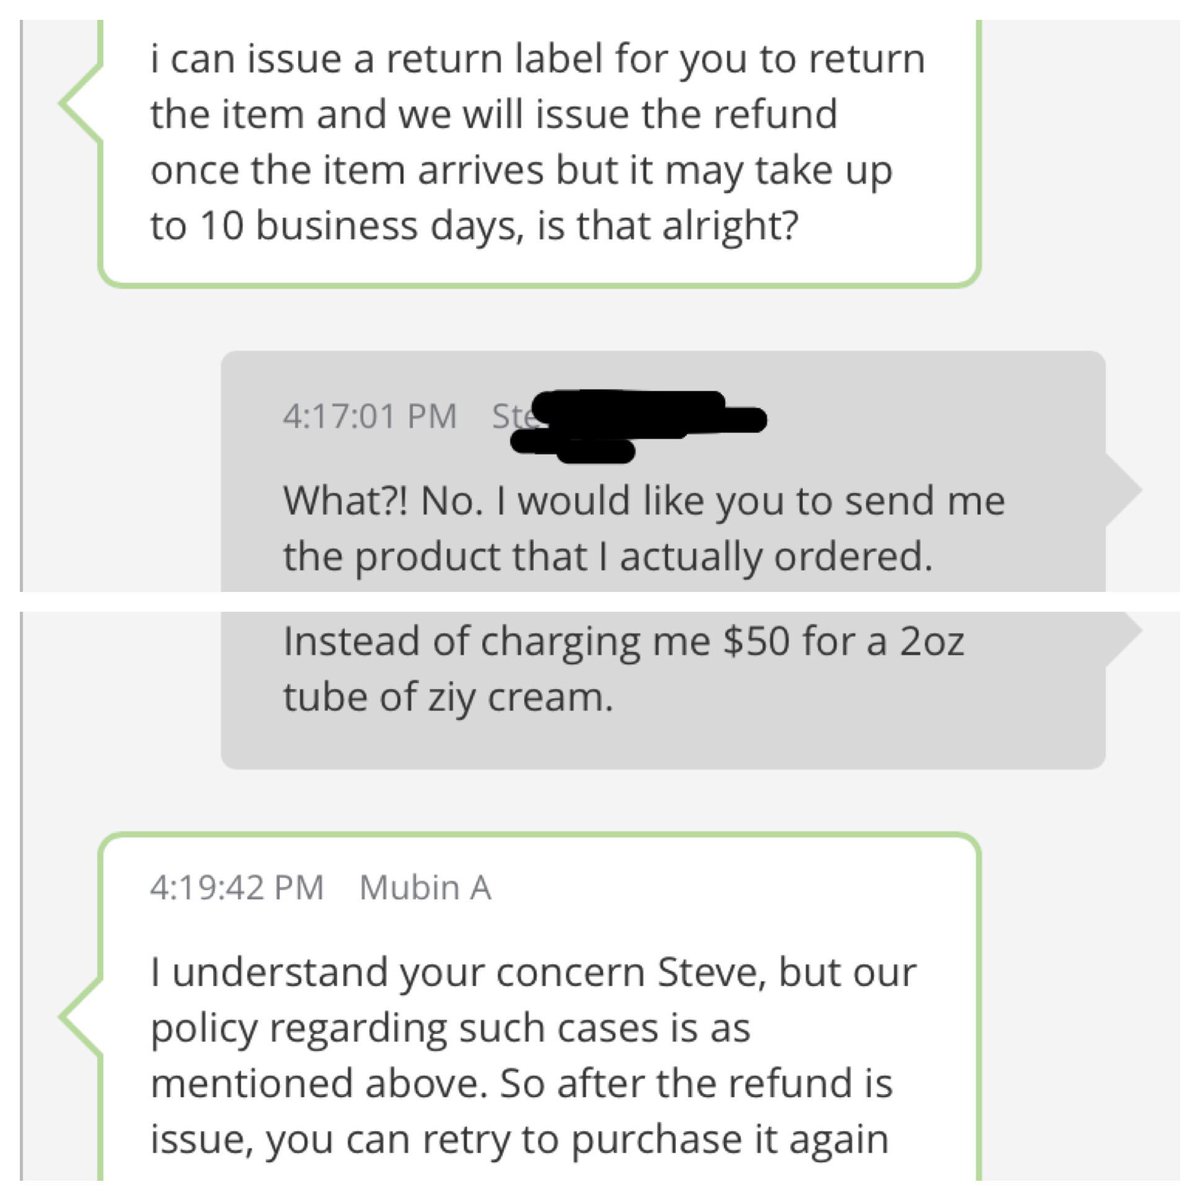 i can issue a return label for you to return
the item and we will issue the refund
once the item arrives but it may take up
to 10 business days, is that alright?
4:17:01 PM Ste
What?! No. I would like you to send me
the product that I actually ordered.
Instead of charging me $50 for a 2oz
tube of ziy cream.
4:19:42 PM Mubin A
I understand your concern Steve, but our
policy regarding such cases is as
mentioned above. So after the refund is
issue, you can retry to purchase it again